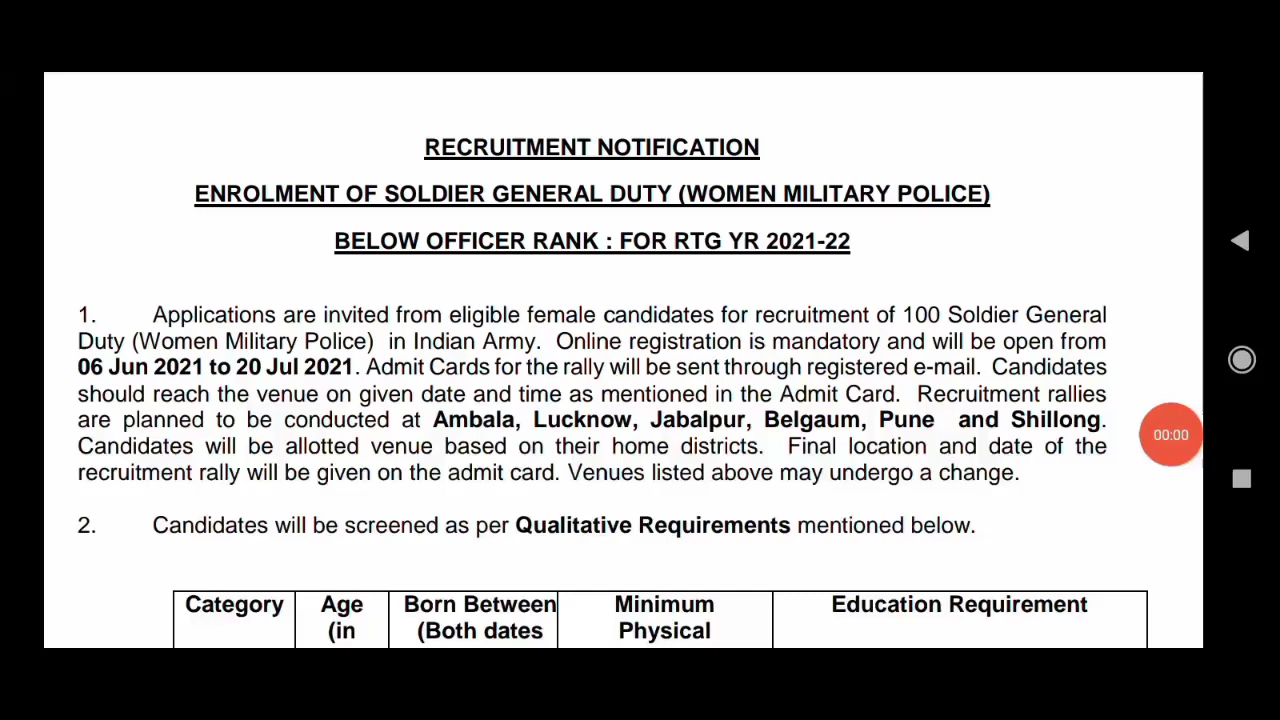 RECRUITMENT NOTIFICATION
ENROLMENT OF SOLDIER GENERAL DUTY (WOMEN MILITARY POLICE)
BELOW OFFICER RANK : FOR RTG YR 2021-22
1. Applications are invited from eligible female candidates for recruitment of 100 Soldier General
Duty (Women Military Police) in Indian Army. Online registration is mandatory and will be open from
06 Jun 2021 to 20 Jul 2021. Admit Cards for the rally will be sent through registered e-mail. Candidates
should reach the venue on given date and time as mentioned in the Admit Card. Recruitment rallies
are planned to be conducted at Ambala, Lucknow, Jabalpur, Belgaum, Pune and Shillong.
Candidates will be allotted venue based on their home districts. Final location and date of the
recruitment rally will be given on the admit card. Venues listed above may undergo a change.
00:00
2. Candidates will be screened as per Qualitative Requirements mentioned below.
Category Age Born Between Minimum Education Requirement
(in (Both dates Physical